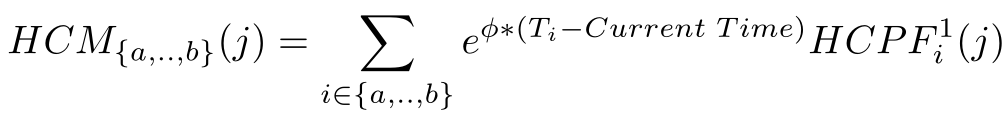 HCM_{\{a,..,b\}}(j) = \sum_{i \in \{a,..,b\}} e^{\phi*(T_i - Current\ Time)} HCPF_i^1(j)